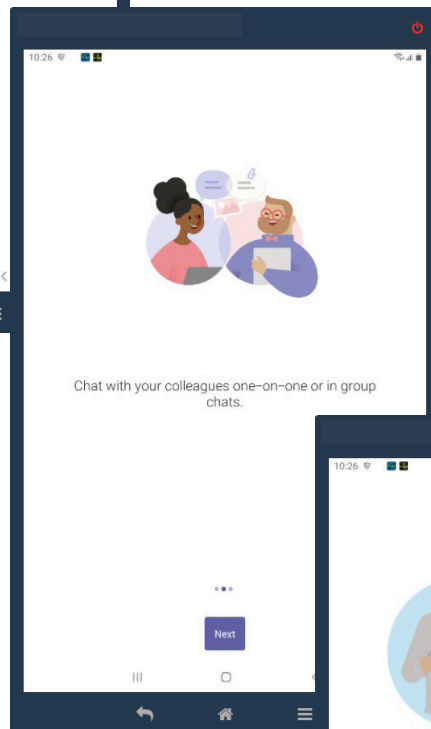 10:26
Chat with your colleagues one-on-one or in group
chats.
Next
10:26